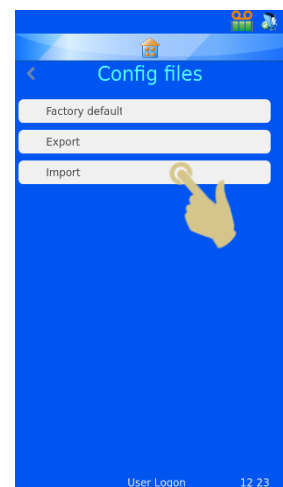 Config files
Factory default
Export
Import
User Logon 12 23